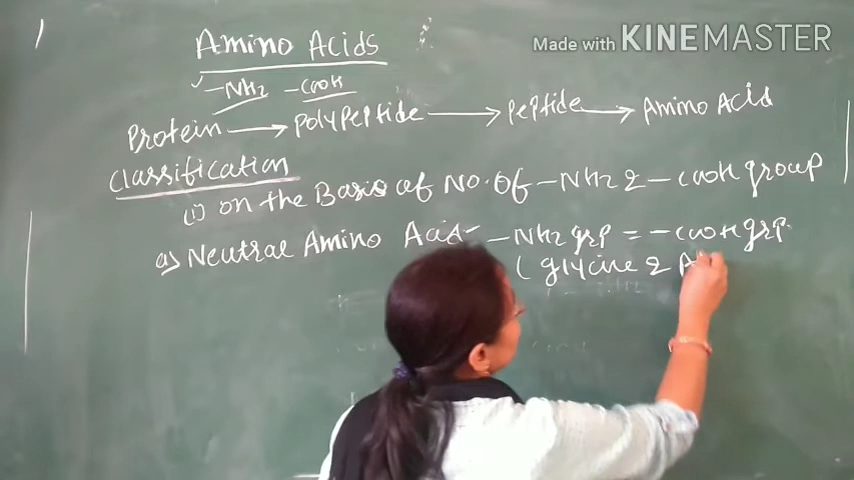 Made with KINEMASTER
Amino Acids
-NH2 -COOH
Protein → Polypeptide → Peptide → Amino Acid
Classification
(i) on the Basis of No. of -NH2 & -COOH group
a) Neutral Amino Acid - -NH2 grp = -COOH grp.
( glycine & A